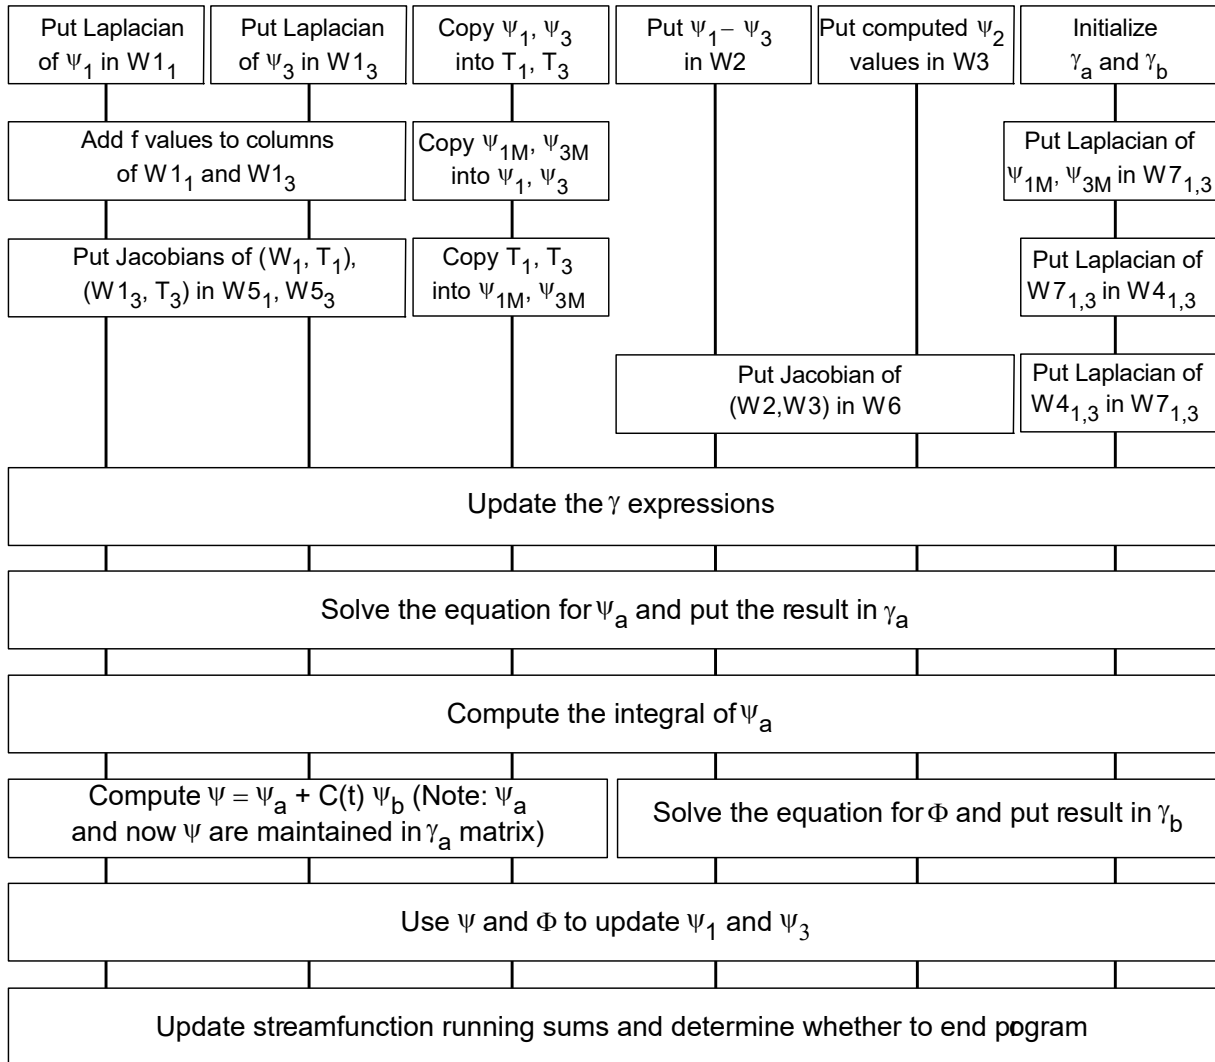 Put Laplacian
of ψ₁ in W1₁
Put Laplacian
of ψ₃ in W1₃
Copy ψ₁, ψ₃
into T₁, T₃
Put ψ₁ – ψ₃
in W2
Put computed ψ₂
values in W3
Initialize
γₐ and γ_b
Add f values to columns
of W1₁ and W1₃
Copy ψ₁M, ψ₃M
into ψ₁, ψ₃
Put Laplacian of
ψ₁M, ψ₃M in W7₁,₃
Put Jacobians of (W₁, T₁),
(W1₃, T₃) in W5₁, W5₃
Copy T₁, T₃
into ψ₁M, ψ₃M
Put Laplacian of
W7₁,₃ in W4₁,₃
Put Jacobian of
(W2,W3) in W6
Put Laplacian of
W4₁,₃ in W7₁,₃
Update the γ expressions
Solve the equation for ψₐ and put the result in γₐ
Compute the integral of ψₐ
Compute ψ = ψₐ + C(t) ψ_b (Note: ψₐ
and now ψ are maintained in γₐ matrix)
Solve the equation for Φ and put result in γ_b
Use ψ and Φ to update ψ₁ and ψ₃
Update streamfunction running sums and determine whether to end program